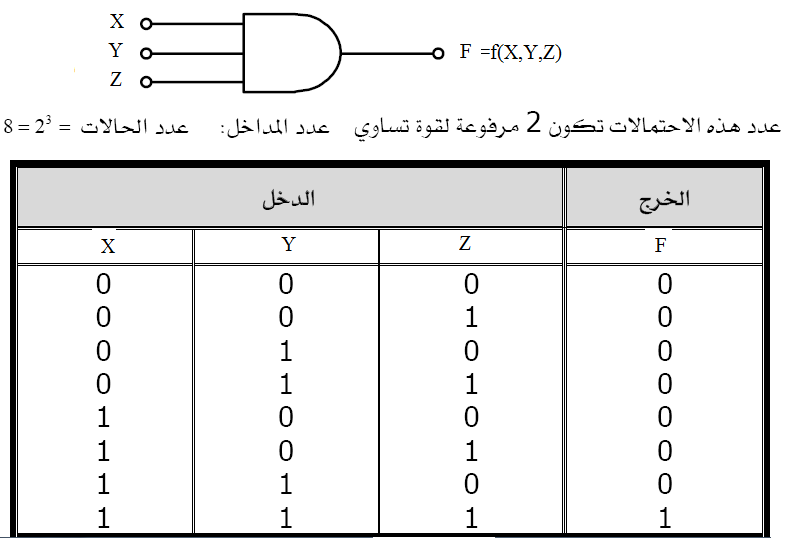 X
Y
Z
F =f(X,Y,Z)
عدد هذه الاحتمالات تكون 2 مرفوعة لقوة تساوي عدد المداخل: عدد الحالات = 2³ = 8
الدخل الخرج
X Y Z F
0 0 0 0
0 0 1 0
0 1 0 0
0 1 1 0
1 0 0 0
1 0 1 0
1 1 0 0
1 1 1 1